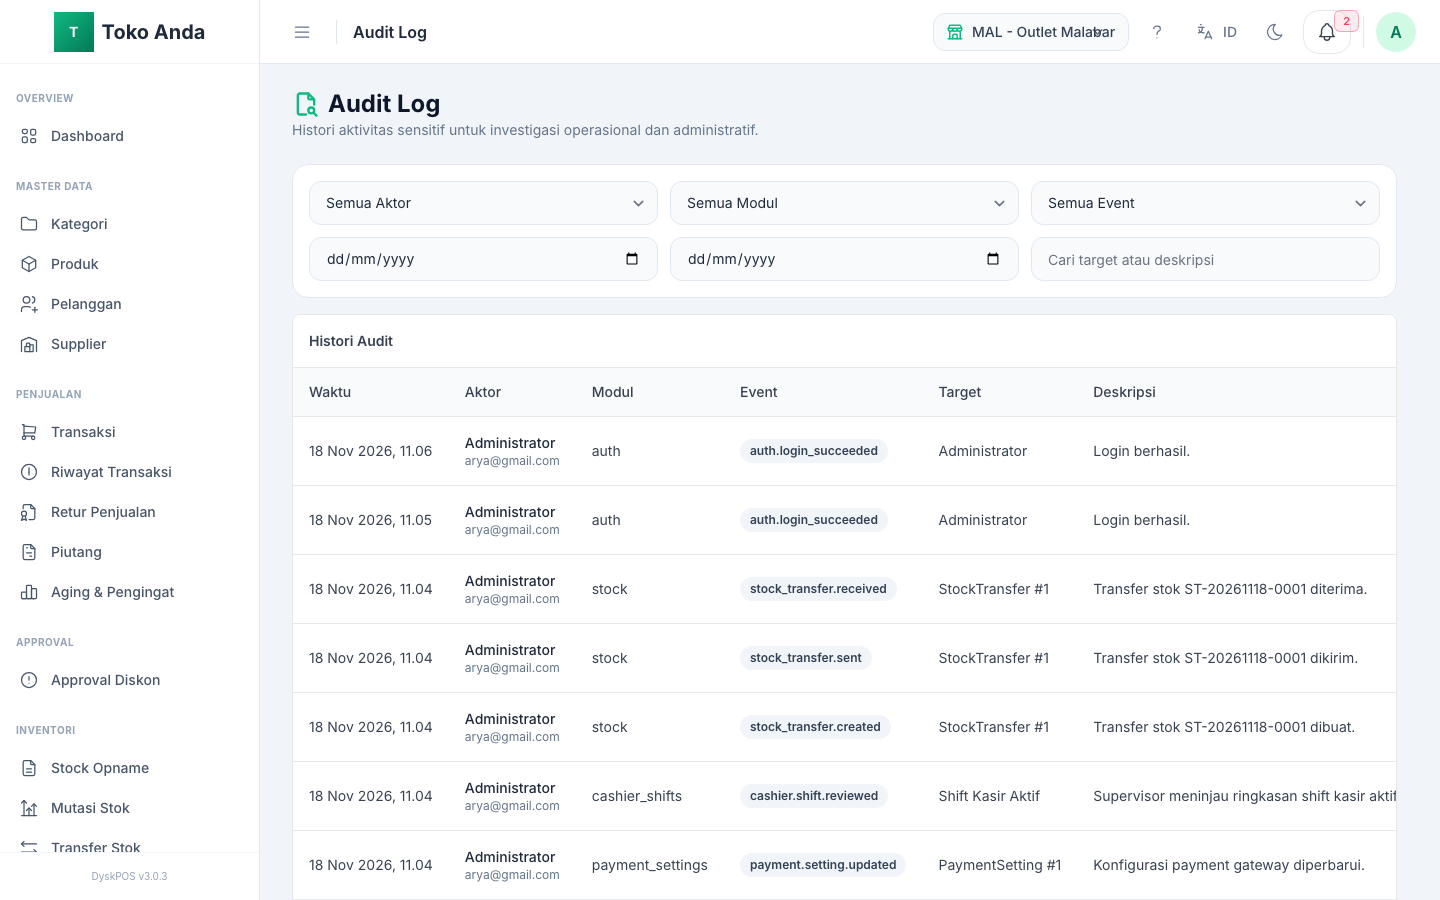 T Toko Anda
Audit Log
MAL - Outlet Malabar
?
ID
2
A
OVERVIEW
Dashboard
MASTER DATA
Kategori
Produk
Pelanggan
Supplier
PENJUALAN
Transaksi
Riwayat Transaksi
Retur Penjualan
Piutang
Aging & Pengingat
APPROVAL
Approval Diskon
INVENTORI
Stock Opname
Mutasi Stok
Transfer Stok
DyskPOS v3.0.3
Audit Log
Histori aktivitas sensitif untuk investigasi operasional dan administratif.
Semua Aktor
Semua Modul
Semua Event
dd/mm/yyyy
dd/mm/yyyy
Cari target atau deskripsi
Histori Audit
Waktu Aktor Modul Event Target Deskripsi
18 Nov 2026, 11.06 Administrator auth auth.login_succeeded Administrator Login berhasil.
arya@gmail.com
18 Nov 2026, 11.05 Administrator auth auth.login_succeeded Administrator Login berhasil.
arya@gmail.com
18 Nov 2026, 11.04 Administrator stock stock_transfer.received StockTransfer #1 Transfer stok ST-20261118-0001 diterima.
arya@gmail.com
18 Nov 2026, 11.04 Administrator stock stock_transfer.sent StockTransfer #1 Transfer stok ST-20261118-0001 dikirim.
arya@gmail.com
18 Nov 2026, 11.04 Administrator stock stock_transfer.created StockTransfer #1 Transfer stok ST-20261118-0001 dibuat.
arya@gmail.com
18 Nov 2026, 11.04 Administrator cashier_shifts cashier.shift.reviewed Shift Kasir Aktif Supervisor meninjau ringkasan shift kasir aktif
arya@gmail.com
18 Nov 2026, 11.04 Administrator payment_settings payment.setting.updated PaymentSetting #1 Konfigurasi payment gateway diperbarui.
arya@gmail.com